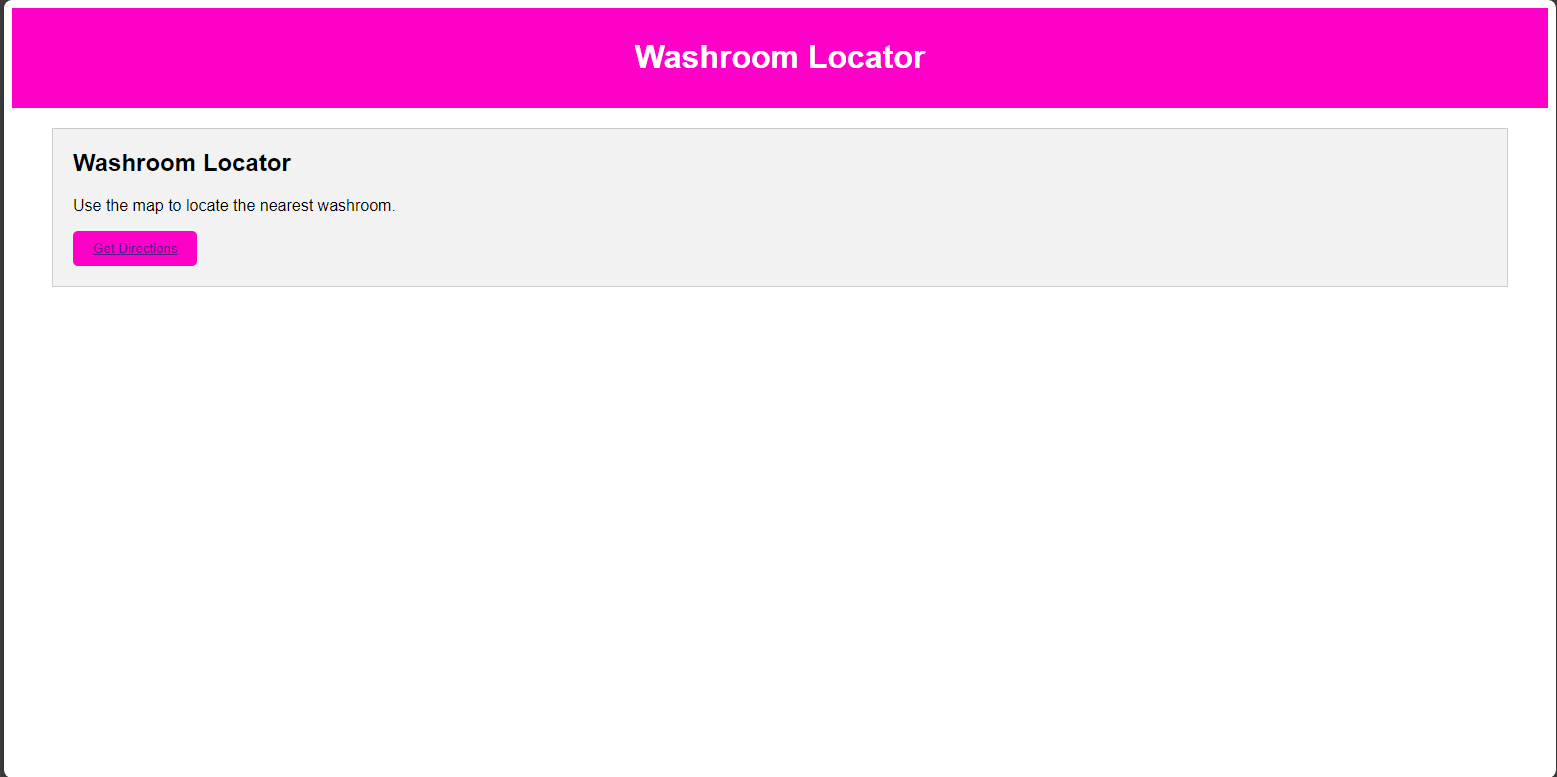 Washroom Locator
Washroom Locator
Use the map to locate the nearest washroom.
Get Directions